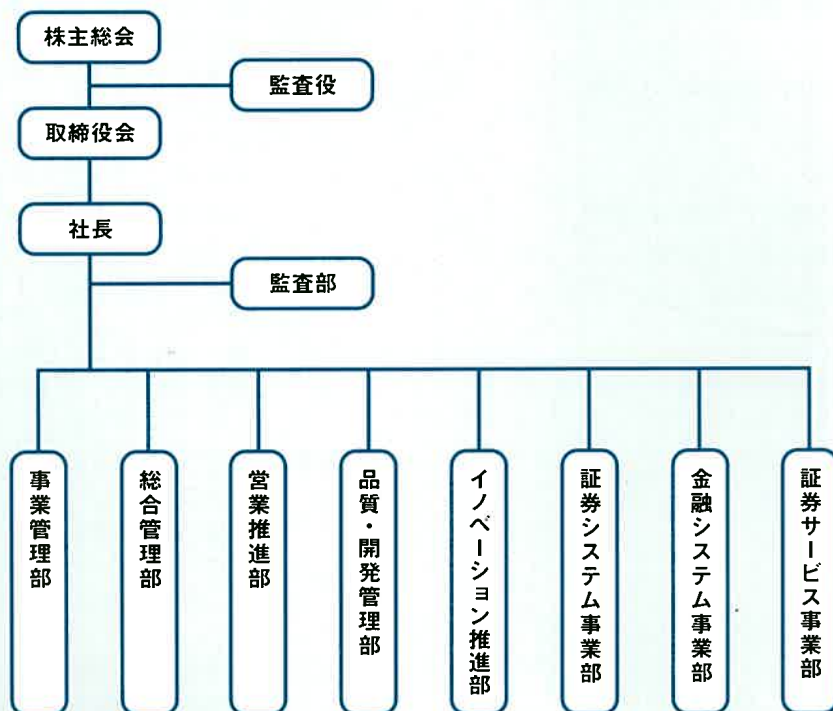 株主総会
監査役
取締役会
社長
監査部
事業管理部
総合管理部
営業推進部
品質・開発管理部
イノベーション推進部
証券システム事業部
金融システム事業部
証券サービス事業部